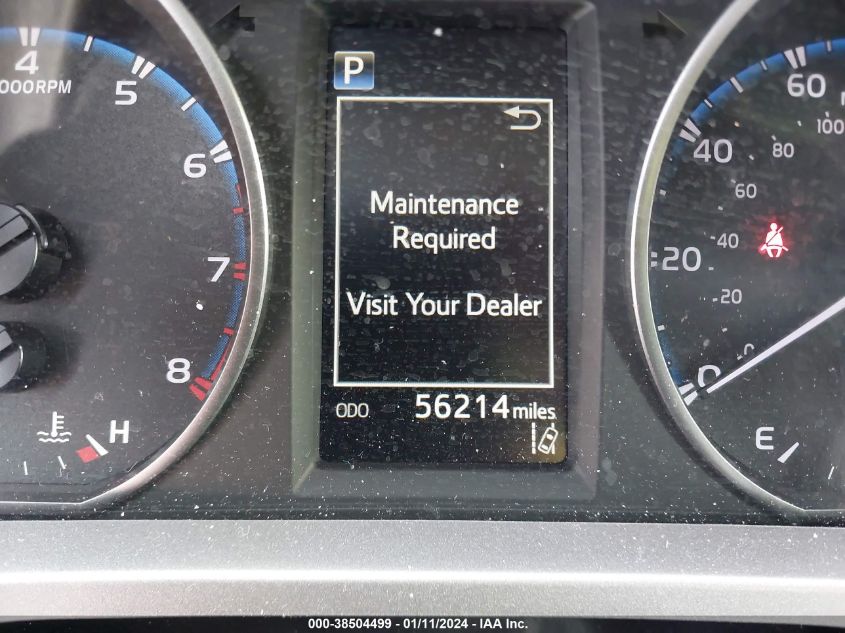 4
000RPM
5
6
7
8
H
P
Maintenance
Required
Visit Your Dealer
ODO 56214 miles
60
100
40
80
60
20
40
20
0
0
E
000-38504499 - 01/11/2024 - IAA Inc.